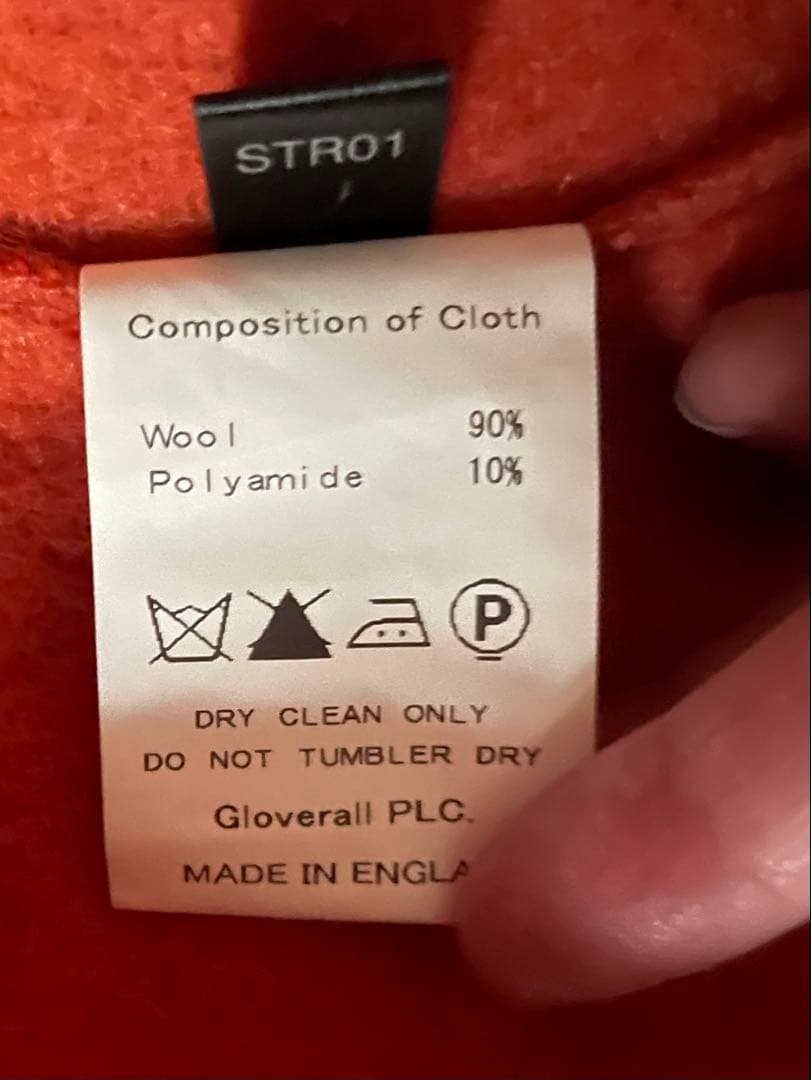 STR01
Composition of Cloth
Wool 90%
Polyamide 10%
P
DRY CLEAN ONLY
DO NOT TUMBLER DRY
Gloverall PLC.
MADE IN